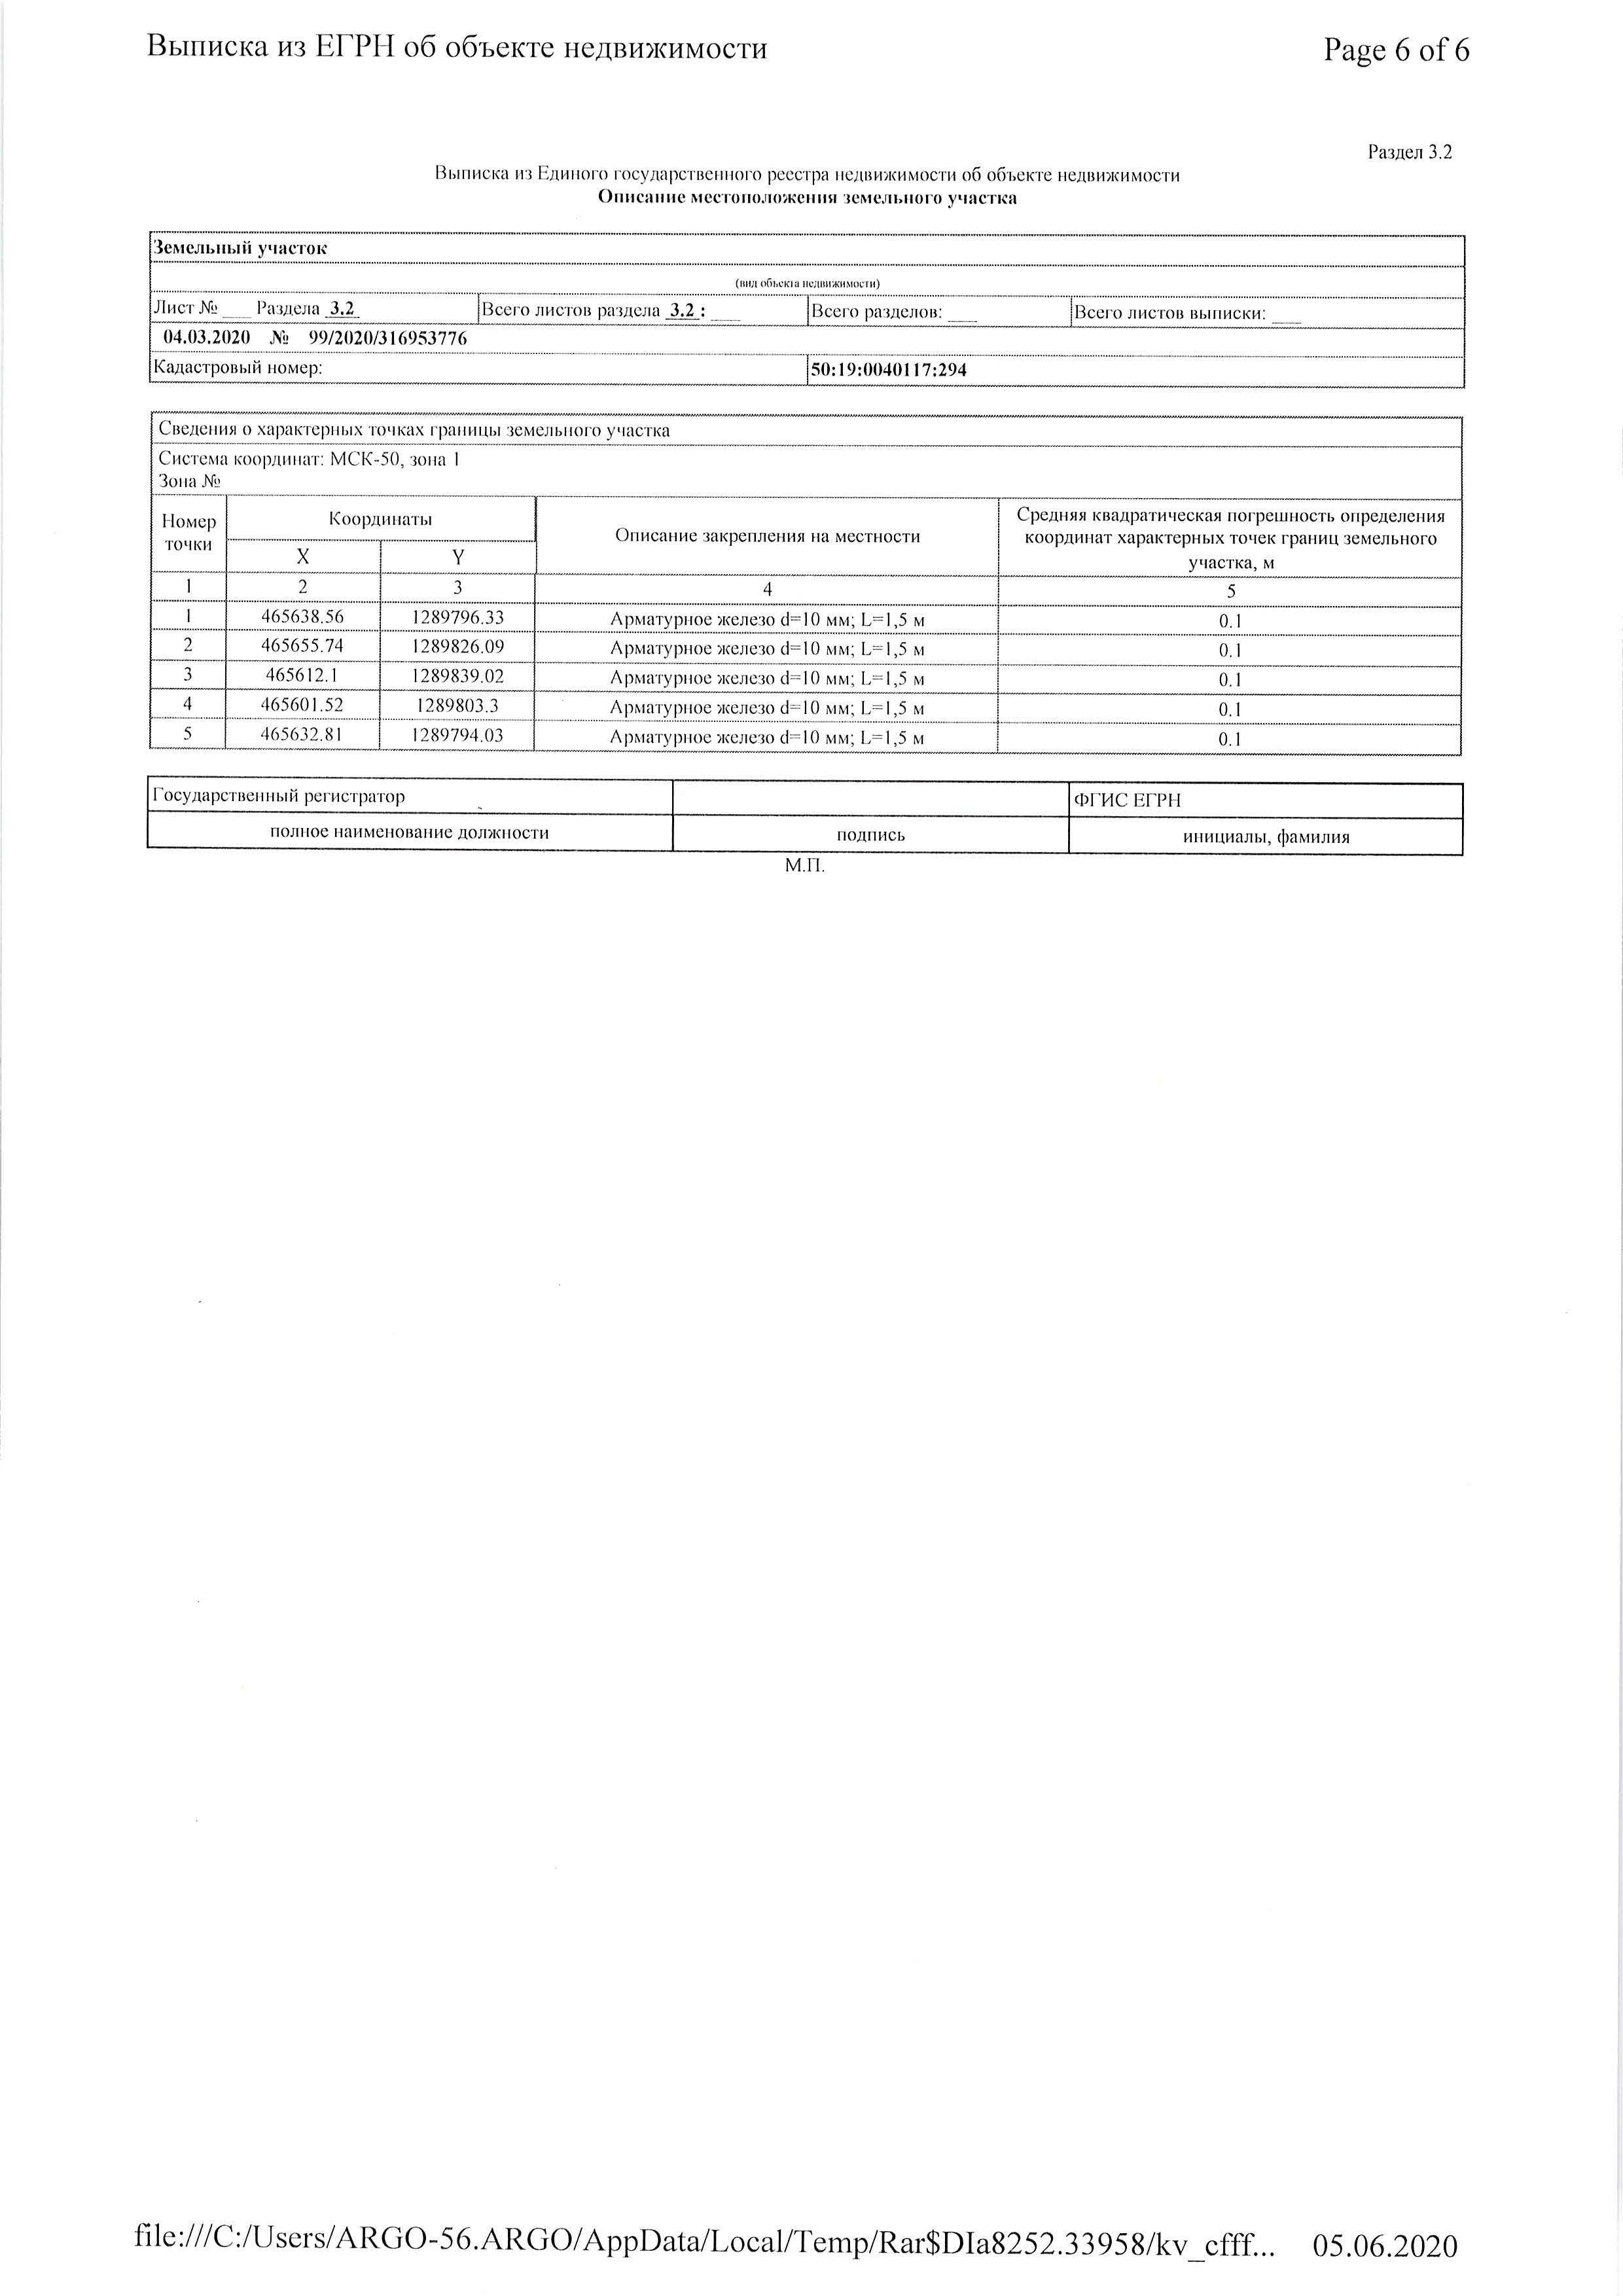 Выписка из ЕГРН об объекте недвижимости Page 6 of 6
Раздел 3.2
Выписка из Единого государственного реестра недвижимости об объекте недвижимости
Описание местоположения земельного участка
Земельный участок
(вид объекта недвижимости)
Лист № ___ Раздела 3.2 Всего листов раздела 3.2 : ___ Всего разделов: ___ Всего листов выписки: ___
04.03.2020 № 99/2020/316953776
Кадастровый номер: 50:19:0040117:294
Сведения о характерных точках границы земельного участка
Система координат: МСК-50, зона 1
Зона №
Номер точки Координаты Описание закрепления на местности Средняя квадратическая погрешность определения координат характерных точек границ земельного участка, м
X Y
1 2 3 4 5
1 465638.56 1289796.33 Арматурное железо d=10 мм; L=1,5 м 0.1
2 465655.74 1289826.09 Арматурное железо d=10 мм; L=1,5 м 0.1
3 465612.1 1289839.02 Арматурное железо d=10 мм; L=1,5 м 0.1
4 465601.52 1289803.3 Арматурное железо d=10 мм; L=1,5 м 0.1
5 465632.81 1289794.03 Арматурное железо d=10 мм; L=1,5 м 0.1
Государственный регистратор ФГИС ЕГРН
полное наименование должности подпись инициалы, фамилия
М.П.
file:///C:/Users/ARGO-56.ARGO/AppData/Local/Temp/Rar$DIa8252.33958/kv_cfff... 05.06.2020